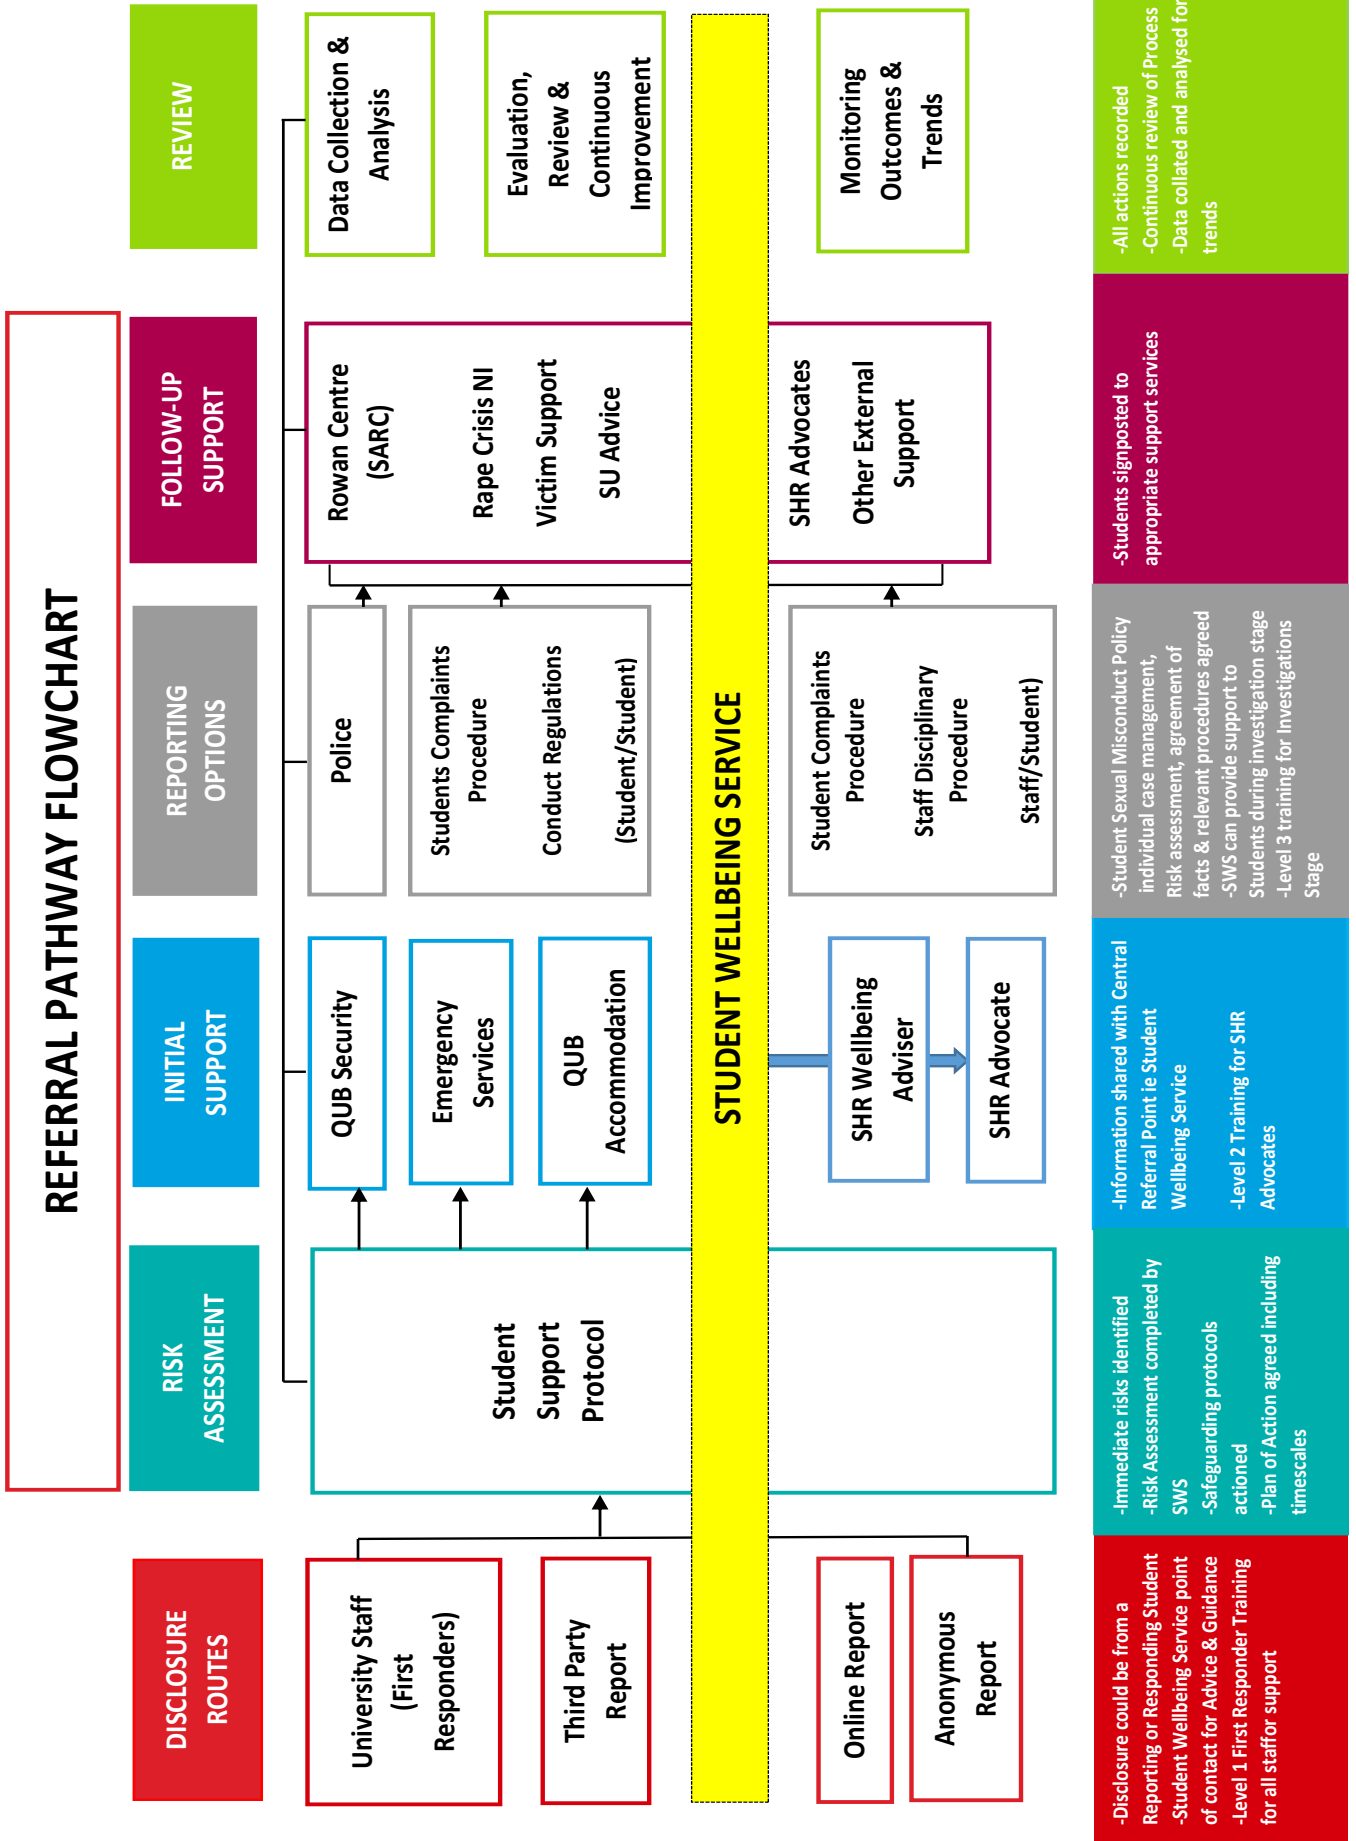 REFERRAL PATHWAY FLOWCHART
DISCLOSURE
ROUTES
RISK
ASSESSMENT
INITIAL
SUPPORT
REPORTING
OPTIONS
FOLLOW-UP
SUPPORT
REVIEW
University Staff
(First
Responders)
Third Party
Report
Online Report
Anonymous
Report
Student
Support
Protocol
QUB Security
Emergency
Services
QUB
Accommodation
SHR Wellbeing
Adviser
SHR Advocate
Police
Students Complaints
Procedure
Conduct Regulations
(Student/Student)
Student Complaints
Procedure
Staff Disciplinary
Procedure
Staff/Student)
Rowan Centre
(SARC)
Rape Crisis NI
Victim Support
SU Advice
SHR Advocates
Other External
Support
Data Collection &
Analysis
Evaluation,
Review &
Continuous
Improvement
Monitoring
Outcomes &
Trends
STUDENT WELLBEING SERVICE
-Disclosure could be from a
Reporting or Responding Student
-Student Wellbeing Service point
of contact for Advice & Guidance
-Level 1 First Responder Training
for all staffor support
-Immediate risks identified
-Risk Assessment completed by
SWS
-Safeguarding protocols
actioned
-Plan of Action agreed including
timescales
-Information shared with Central
Referral Point ie Student
Wellbeing Service
-Level 2 Training for SHR
Advocates
-Student Sexual Misconduct Policy
individual case management,
Risk assessment, agreement of
facts & relevant procedures agreed
-SWS can provide support to
Students during investigation stage
-Level 3 training for Investigations
Stage
-Students signposted to
appropriate support services
-All actions recorded
-Continuous review of Process
-Data collated and analysed for
trends